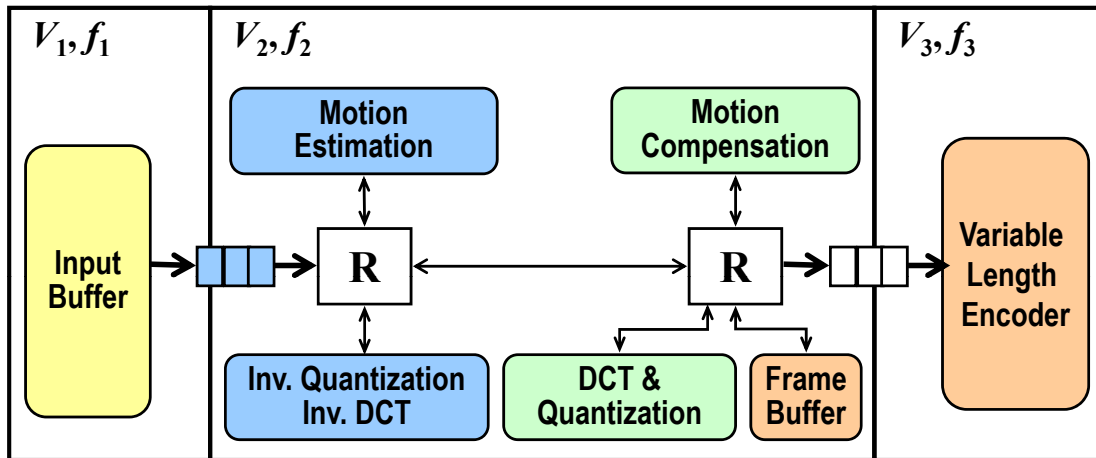 V₁, f₁
V₂, f₂
V₃, f₃
Motion
Estimation
Motion
Compensation
Input
Buffer
R
R
Variable
Length
Encoder
Inv. Quantization
Inv. DCT
DCT &
Quantization
Frame
Buffer